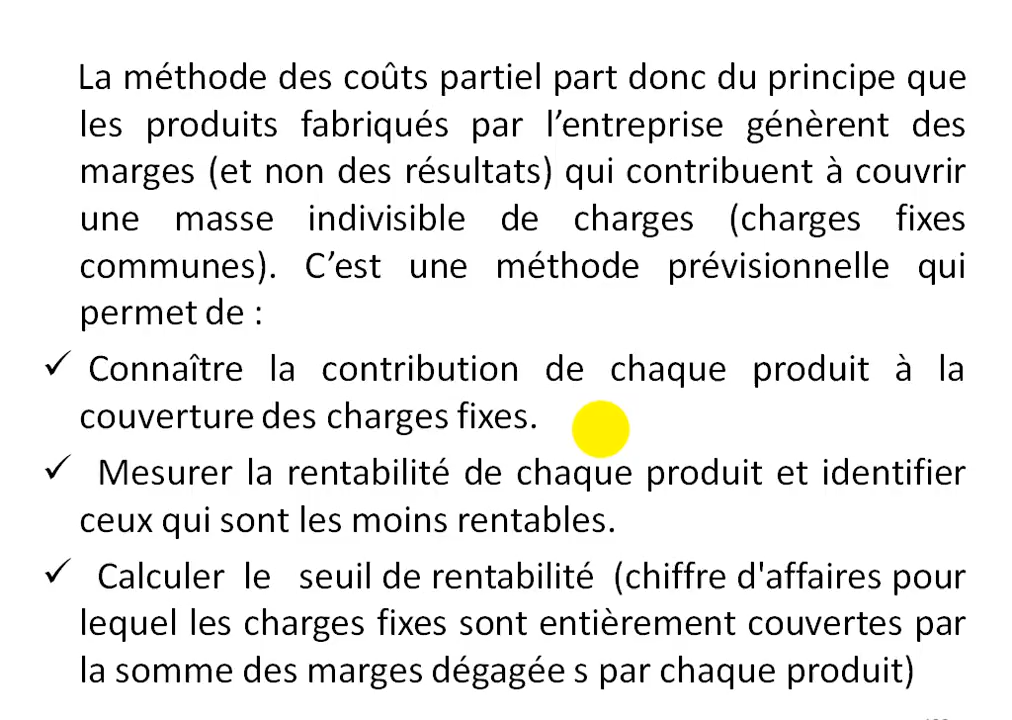 La méthode des coûts partiel part donc du principe que
les produits fabriqués par l’entreprise génèrent des
marges (et non des résultats) qui contribuent à couvrir
une masse indivisible de charges (charges fixes
communes). C’est une méthode prévisionnelle qui
permet de :
✓ Connaître la contribution de chaque produit à la
couverture des charges fixes.
✓ Mesurer la rentabilité de chaque produit et identifier
ceux qui sont les moins rentables.
✓ Calculer le seuil de rentabilité (chiffre d'affaires pour
lequel les charges fixes sont entièrement couvertes par
la somme des marges dégagée s par chaque produit)